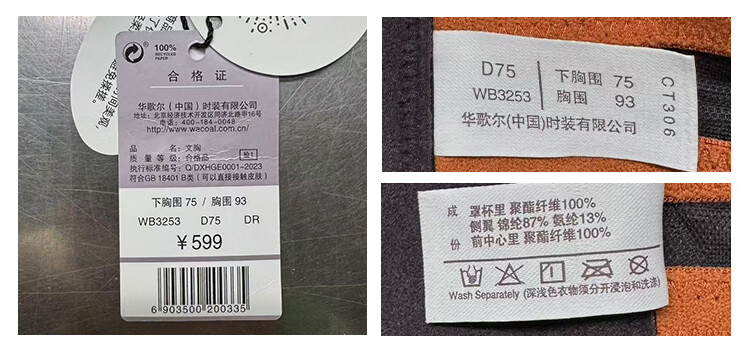 100%
RECYCLED
PAPER
合格证
华歌尔(中国)时装有限公司
地址:北京经济技术开发区同济北路甲16号
电话:400-184-0048
http://www.wacoal.com.cn/
品名:文胸
质量等级:合格品 检1
执行标准编号:Q/DXHGE0001-2023
符合GB 18401 B类(可以直接接触皮肤)
下胸围 75 / 胸围 93
WB3253 D75 DR
￥599
6 903500 200335
D75 下胸围 75
WB3253 胸围 93
华歌尔(中国)时装有限公司
CT306
成 罩杯里 聚酯纤维100%
侧翼 锦纶87% 氨纶13%
份 前中心里 聚酯纤维100%
Wash Separately (深浅色衣物须分开浸泡和洗涤)